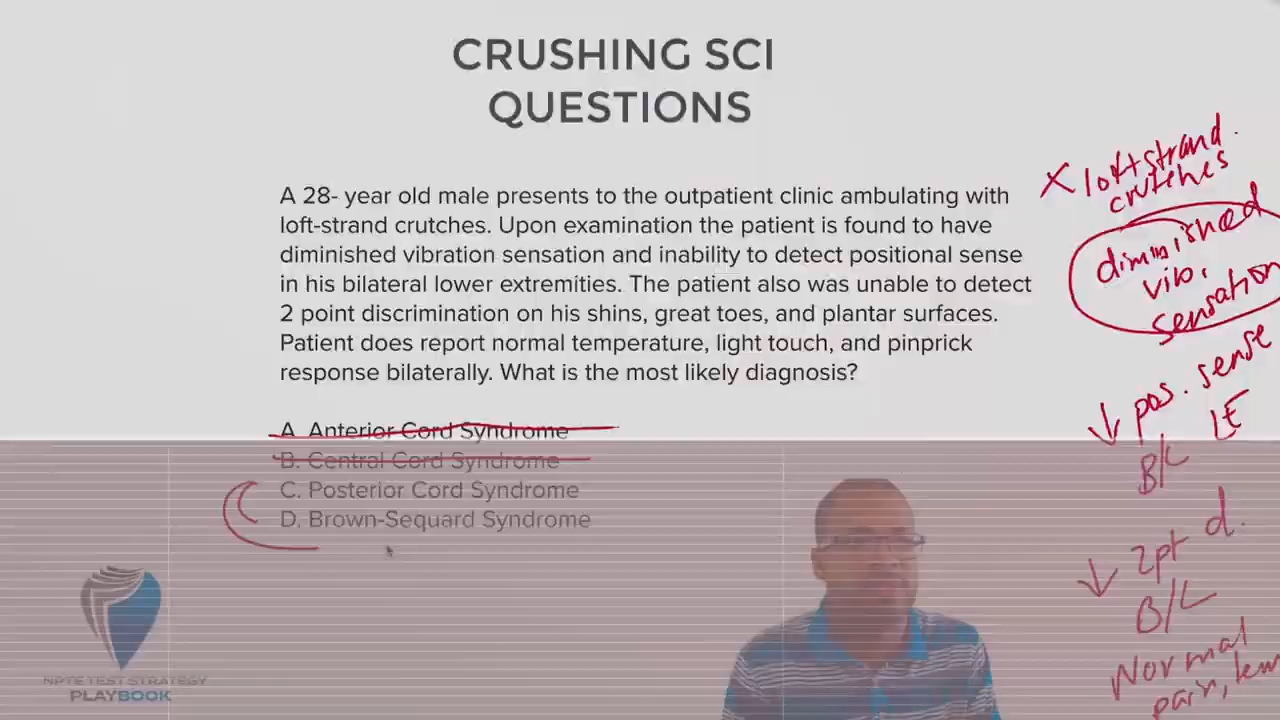 CRUSHING SCI
QUESTIONS
A 28- year old male presents to the outpatient clinic ambulating with
loft-strand crutches. Upon examination the patient is found to have
diminished vibration sensation and inability to detect positional sense
in his bilateral lower extremities. The patient also was unable to detect
2 point discrimination on his shins, great toes, and plantar surfaces.
Patient does report normal temperature, light touch, and pinprick
response bilaterally. What is the most likely diagnosis?
A. Anterior Cord Syndrome
B. Central Cord Syndrome
C. Posterior Cord Syndrome
D. Brown-Sequard Syndrome
X loftstrand
crutches
diminished
vib.
sensation
↓ pos. sense
LE
B/L
↓ 2pt d.
B/L
Normal
pain,
NPTE TEST STRATEGY
PLAYBOOK